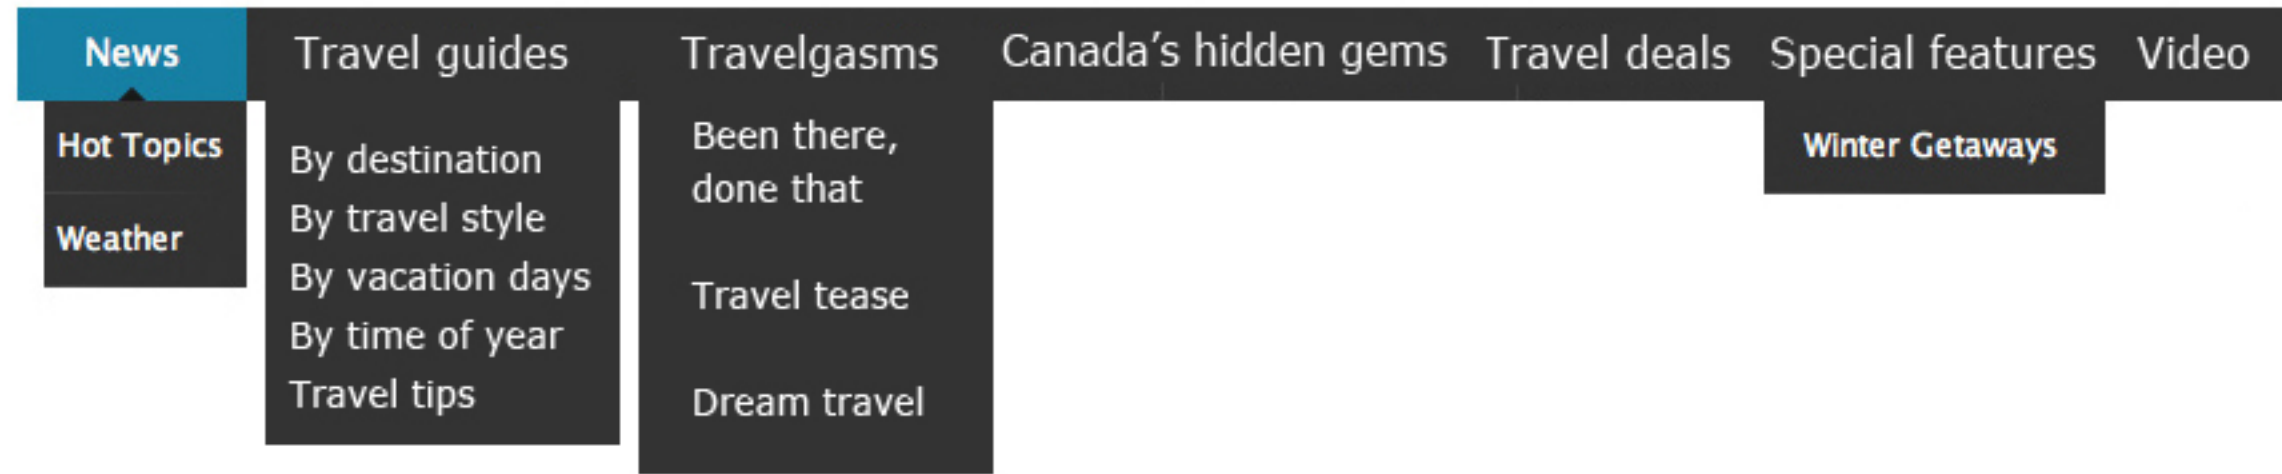 News
Travel guides
Travelgasms
Canada's hidden gems
Travel deals
Special features
Video
Hot Topics
Weather
By destination
By travel style
By vacation days
By time of year
Travel tips
Been there,
done that
Travel tease
Dream travel
Winter Getaways